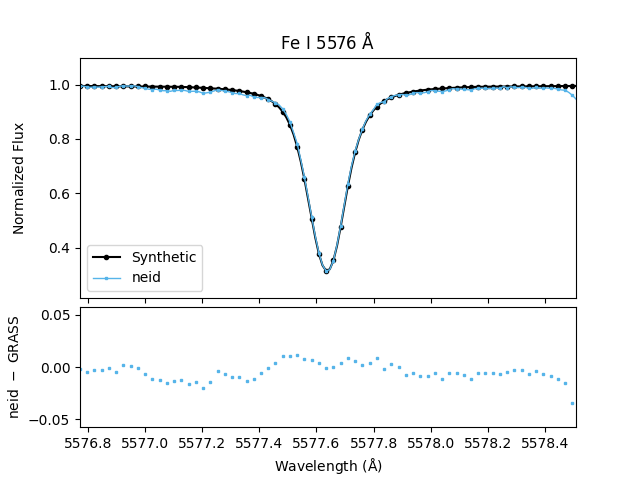 Fe I 5576 Å
1.0
0.8
0.6
0.4
Normalized Flux
Synthetic
neid
0.05
0.00
−0.05
neid − GRASS
5576.8 5577.0 5577.2 5577.4 5577.6 5577.8 5578.0 5578.2 5578.4
Wavelength (Å)